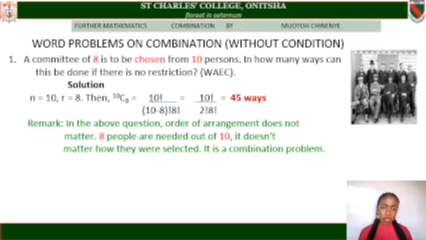 ST CHARLES' COLLEGE, ONITSHA
floreat in aeternum
FURTHER MATHEMATICS COMBINATION BY MUOTOH CHINENYE
WORD PROBLEMS ON COMBINATION (WITHOUT CONDITION)
1. A committee of 8 is to be chosen from 10 persons. In how many ways can
this be done if there is no restriction? (WAEC).
Solution
n = 10, r = 8. Then, ¹⁰C₈ = 10! / (10-8)!8! = 10! / 2!8! = 45 ways
Remark: In the above question, order of arrangement does not
matter. 8 people are needed out of 10, it doesn't
matter how they were selected. It is a combination problem.